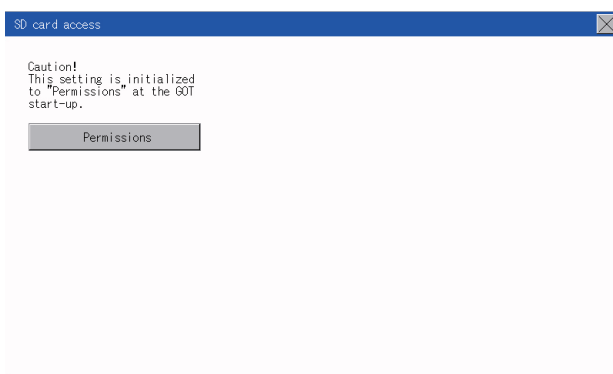 SD card access
Caution!
This setting is initialized
to "Permissions" at the GOT
start-up.
Permissions